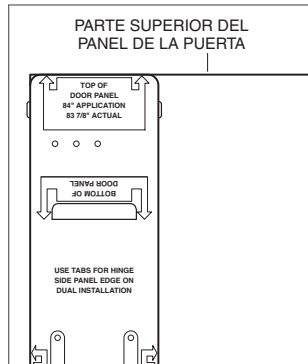 PARTE SUPERIOR DEL
PANEL DE LA PUERTA
TOP OF
DOOR PANEL
84" APPLICATION
83 7/8" ACTUAL
BOTTOM OF
DOOR PANEL
USE TABS FOR HINGE
SIDE PANEL EDGE ON
DUAL INSTALLATION